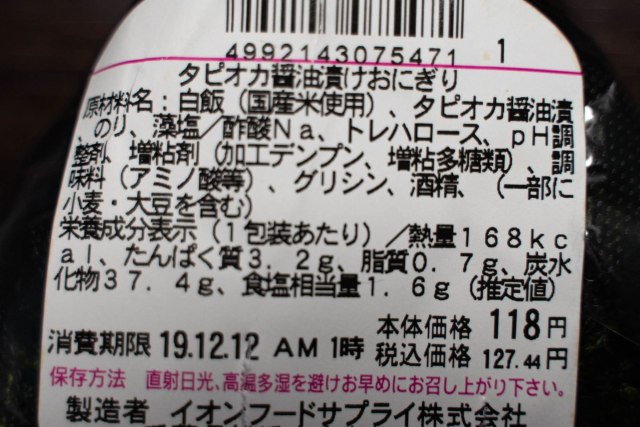 4992143075471 1
タピオカ醤油漬けおにぎり
原材料名：白飯（国産米使用）、タピオカ醤油漬
、のり、藻塩／酢酸Ｎａ、トレハロース、ｐＨ調
整剤、増粘剤（加工デンプン、増粘多糖類）、調
味料（アミノ酸等）、グリシン、酒精、（一部に
小麦・大豆を含む）
栄養成分表示（１包装あたり）／熱量１６８ｋｃ
ａｌ、たんぱく質３．２ｇ、脂質０．７ｇ、炭水
化物３７．４ｇ、食塩相当量１．６ｇ（推定値）
本体価格 118円
消費期限 19.12.12 AM 1時 税込価格 127.44円
保存方法 直射日光、高温多湿を避けお早めにお召し上がり下さい。
製造者 イオンフードサプライ株式会社